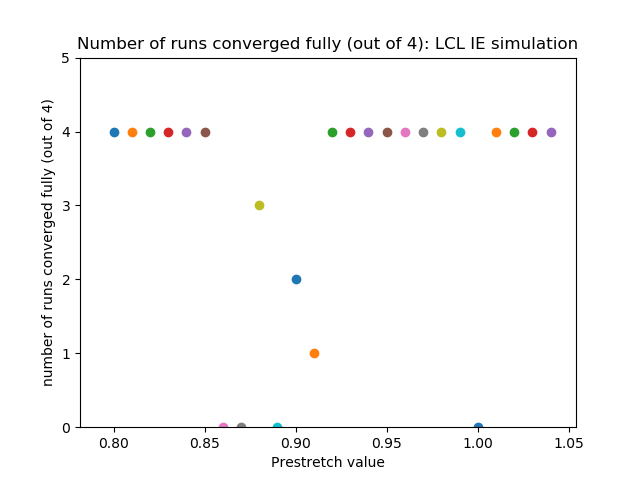 Number of runs converged fully (out of 4): LCL IE simulation
number of runs converged fully (out of 4)
5
4
3
2
1
0
0.80 0.85 0.90 0.95 1.00 1.05
Prestretch value